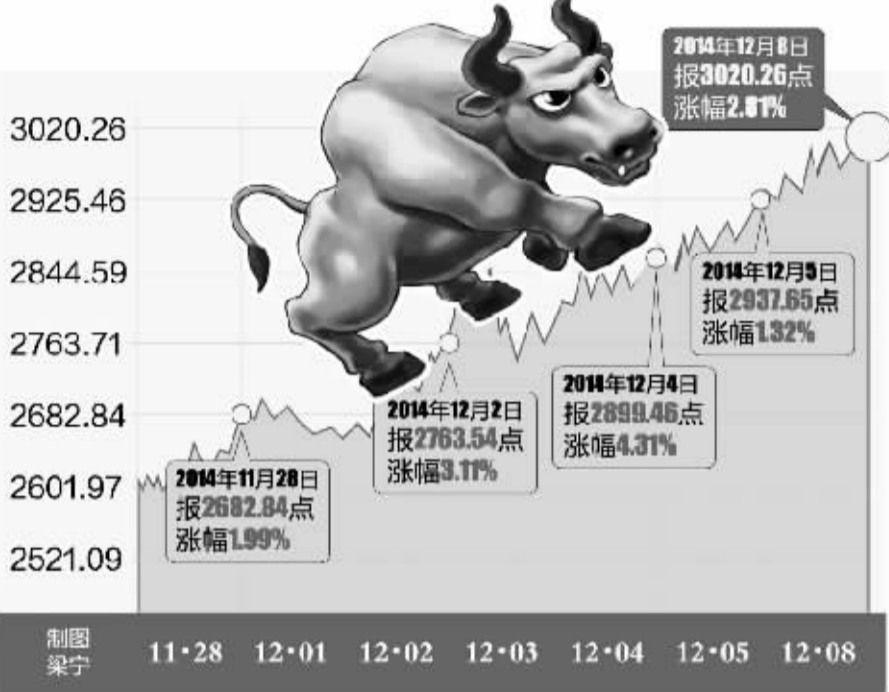 2014年12月8日
报3020.26点
涨幅2.81%
3020.26
2925.46
2844.59
2763.71
2682.84
2601.97
2521.09
2014年12月5日
报2937.65点
涨幅1.32%
2014年12月4日
报2899.46点
涨幅4.31%
2014年12月2日
报2763.54点
涨幅3.11%
2014年11月28日
报2682.84点
涨幅1.99%
制图
梁宁
11·28 12·01 12·02 12·03 12·04 12·05 12·08